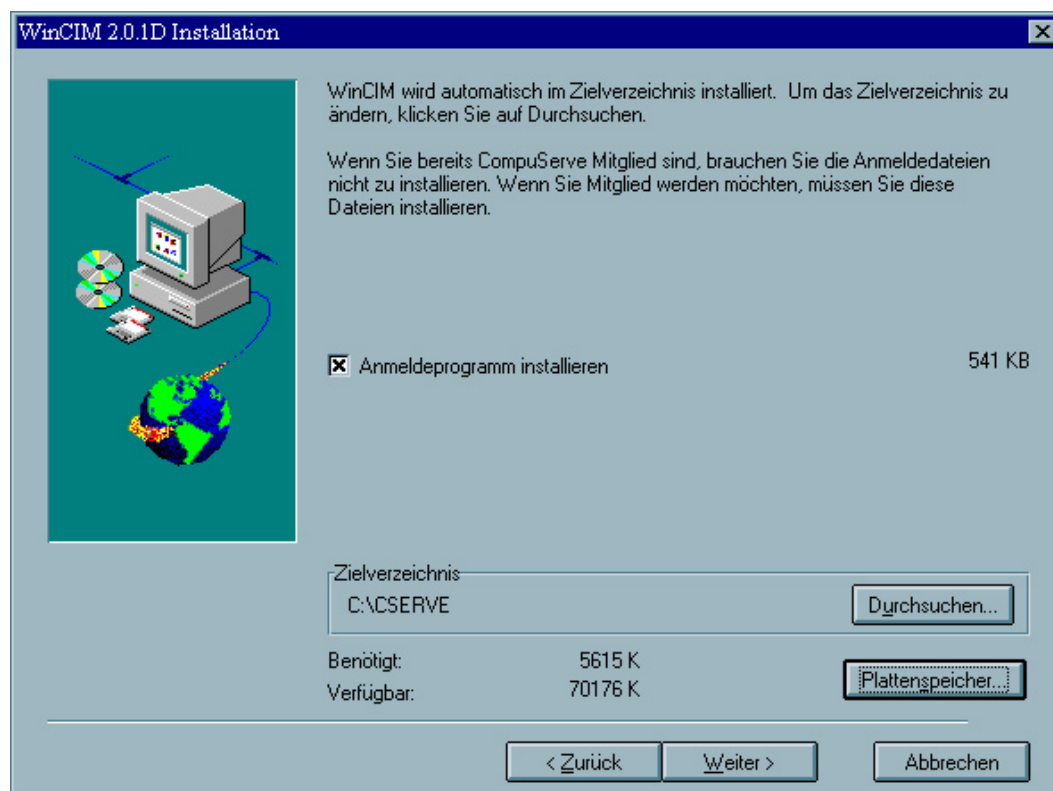 WinCIM 2.0.1D Installation
WinCIM wird automatisch im Zielverzeichnis installiert.  Um das Zielverzeichnis zu
ändern, klicken Sie auf Durchsuchen.
Wenn Sie bereits CompuServe Mitglied sind, brauchen Sie die Anmeldedateien
nicht zu installieren. Wenn Sie Mitglied werden möchten, müssen Sie diese
Dateien installieren.
Anmeldeprogramm installieren 541 KB
Zielverzeichnis
C:\CSERVE Durchsuchen...
Benötigt: 5615 K
Verfügbar: 70176 K
Plattenspeicher...
< Zurück Weiter > Abbrechen